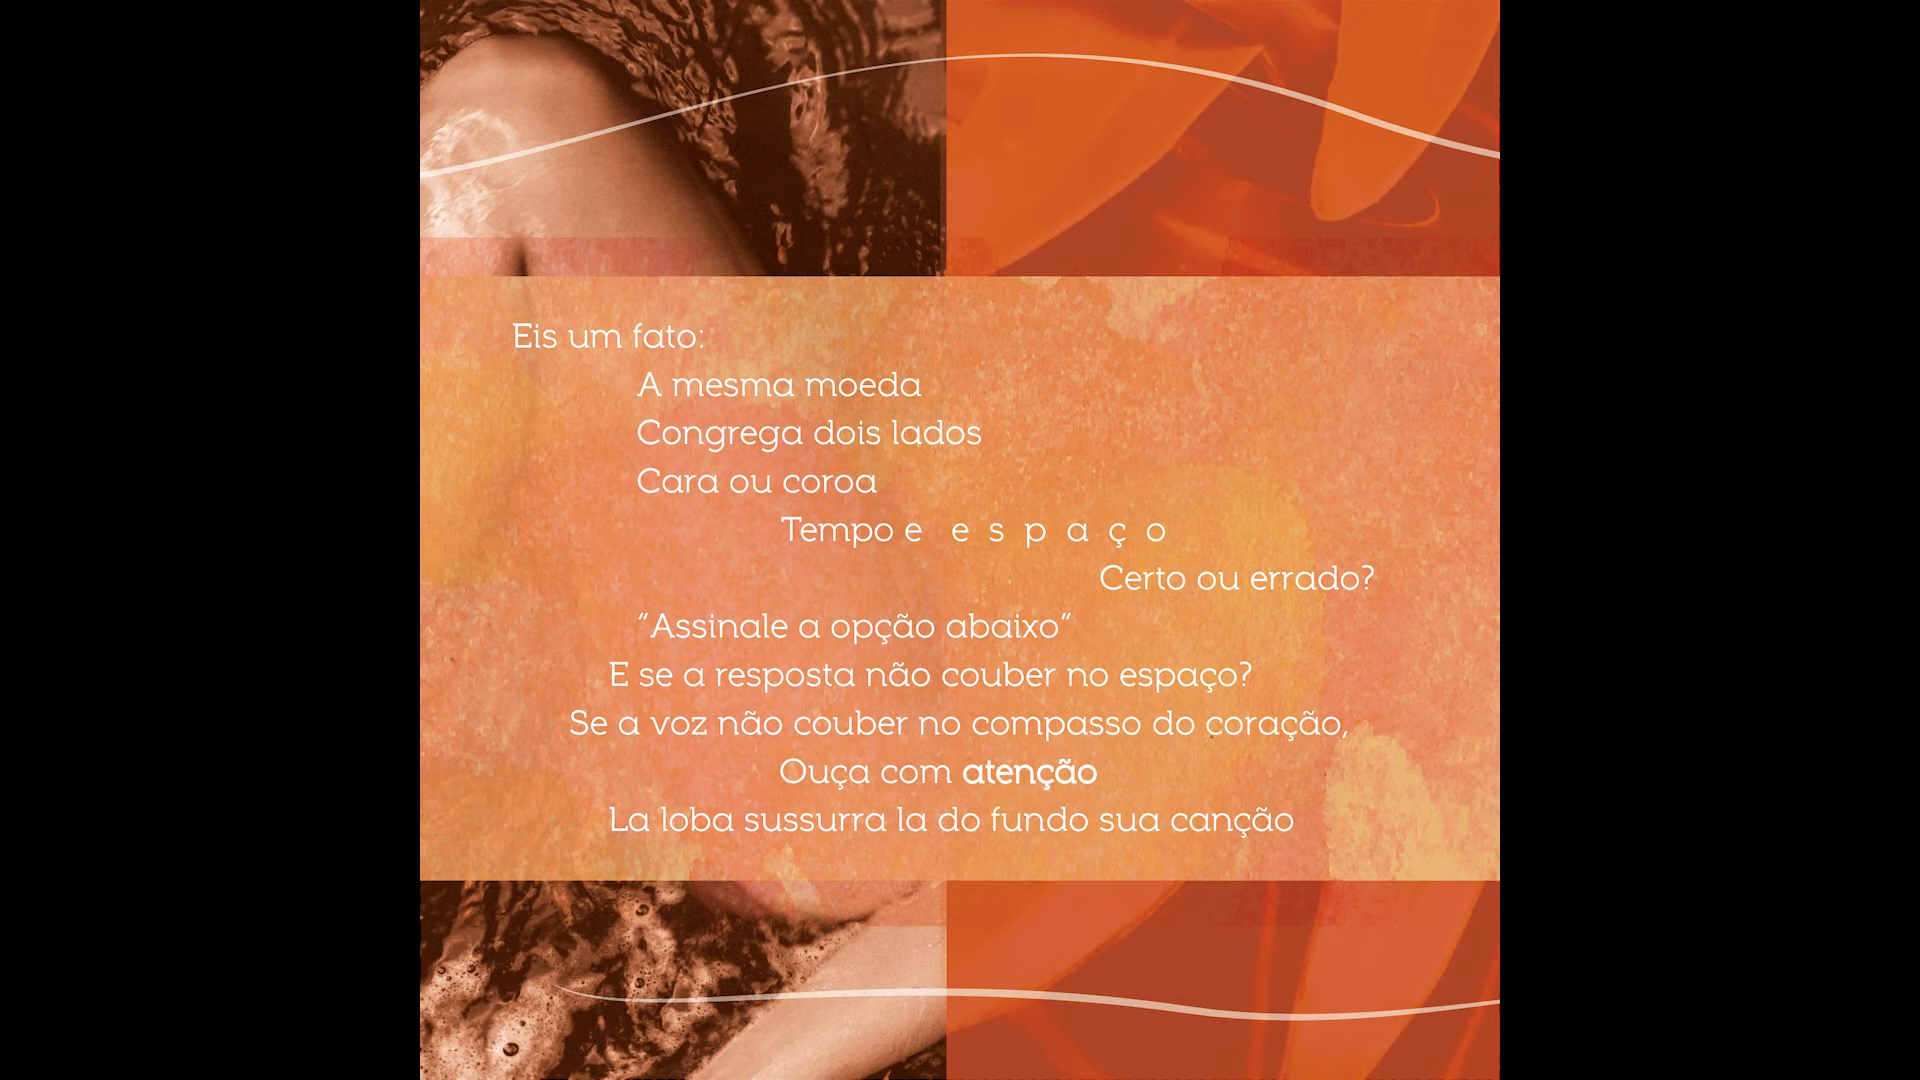 Eis um fato:
A mesma moeda
Congrega dois lados
Cara ou coroa
Tempo e e s p a ç o
Certo ou errado?
“Assinale a opção abaixo”
E se a resposta não couber no espaço?
Se a voz não couber no compasso do coração,
Ouça com atenção
La loba sussurra la do fundo sua canção